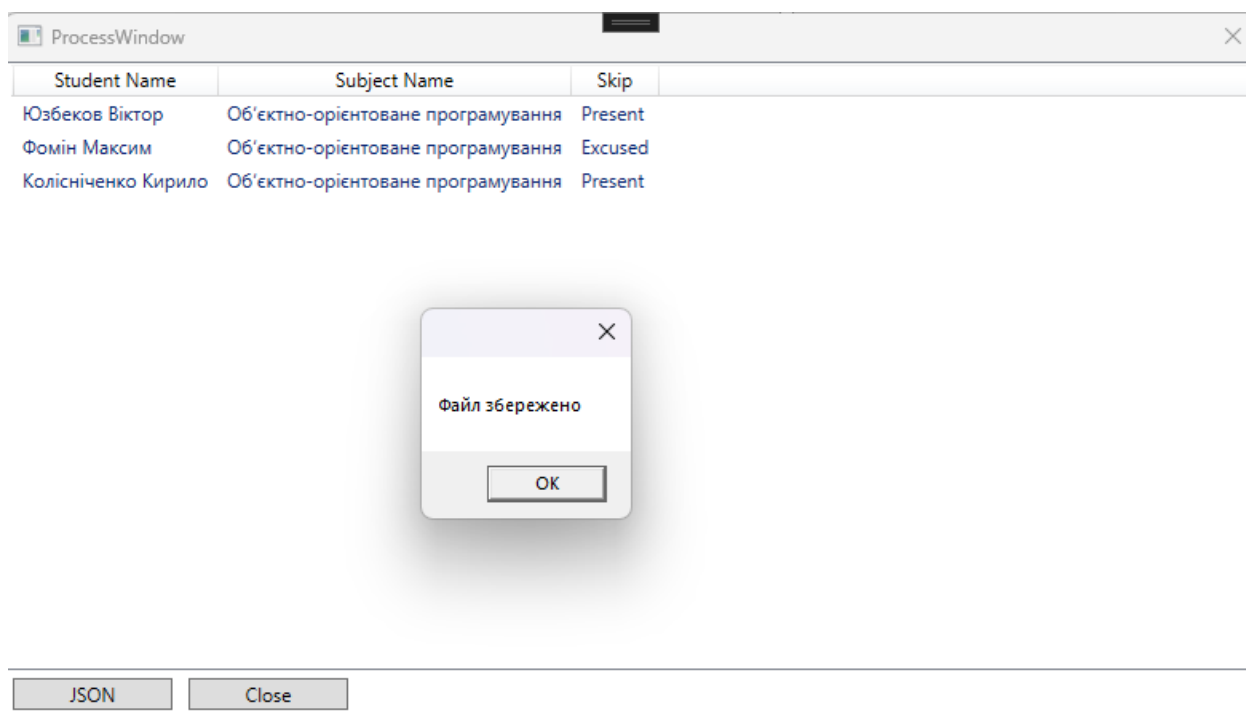 ProcessWindow
Student Name Subject Name Skip
Юзбеков Віктор Об'єктно-орієнтоване програмування Present
Фомін Максим Об'єктно-орієнтоване програмування Excused
Колісніченко Кирило Об'єктно-орієнтоване програмування Present
Файл збережено
OK
JSON Close